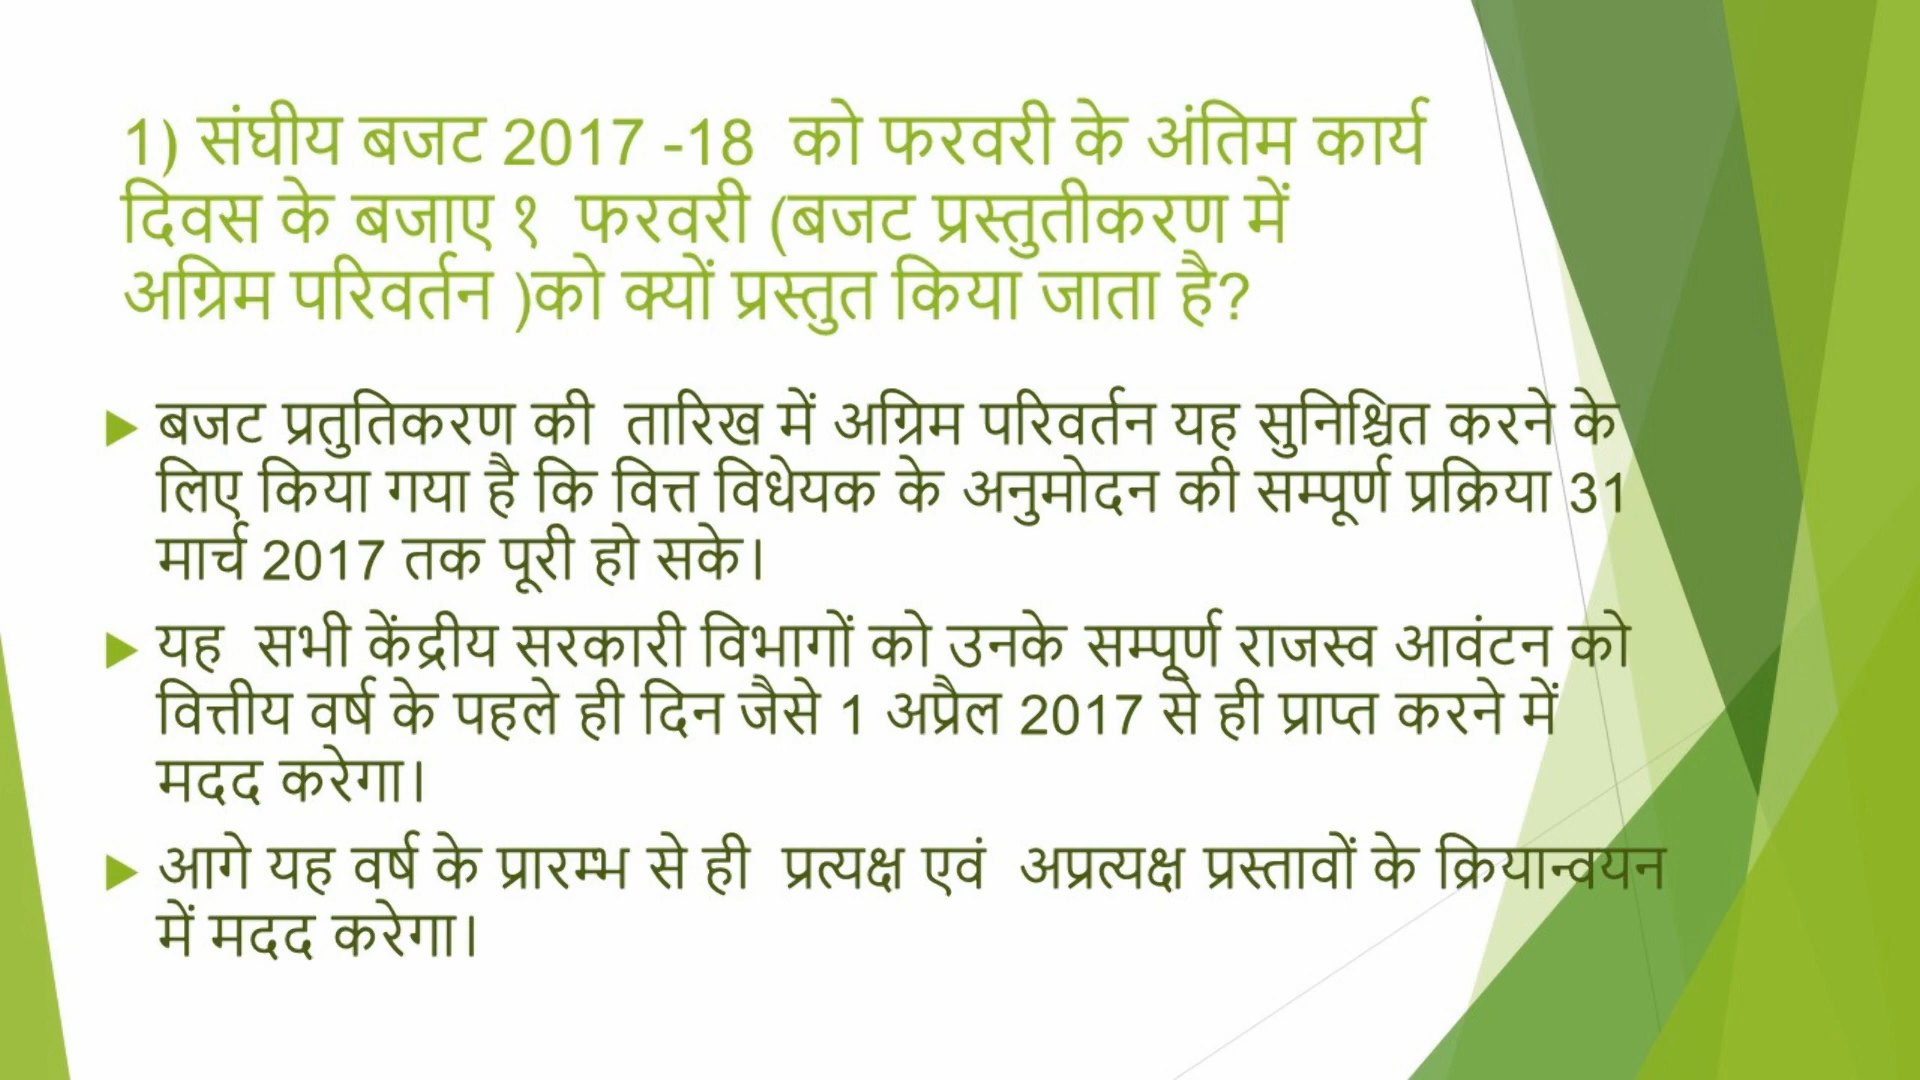 1) संघीय बजट 2017 -18 को फरवरी के अंतिम कार्य
दिवस के बजाए १ फरवरी (बजट प्रस्तुतीकरण में
अग्रिम परिवर्तन )को क्यों प्रस्तुत किया जाता है?
बजट प्रतुतिकरण की तारिख में अग्रिम परिवर्तन यह सुनिश्चित करने के
लिए किया गया है कि वित्त विधेयक के अनुमोदन की सम्पूर्ण प्रक्रिया 31
मार्च 2017 तक पूरी हो सके।
यह सभी केंद्रीय सरकारी विभागों को उनके सम्पूर्ण राजस्व आवंटन को
वित्तीय वर्ष के पहले ही दिन जैसे 1 अप्रैल 2017 से ही प्राप्त करने में
मदद करेगा।
आगे यह वर्ष के प्रारम्भ से ही प्रत्यक्ष एवं अप्रत्यक्ष प्रस्तावों के क्रियान्वयन
में मदद करेगा।